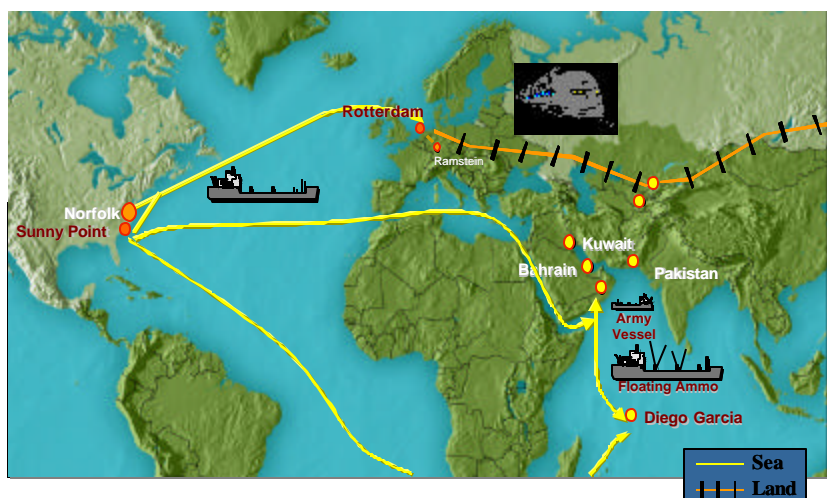 Rotterdam
Ramstein
Norfolk
Sunny Point
Kuwait
Bahrain
Pakistan
Army
Vessel
Floating Ammo
Diego Garcia
Sea
Land